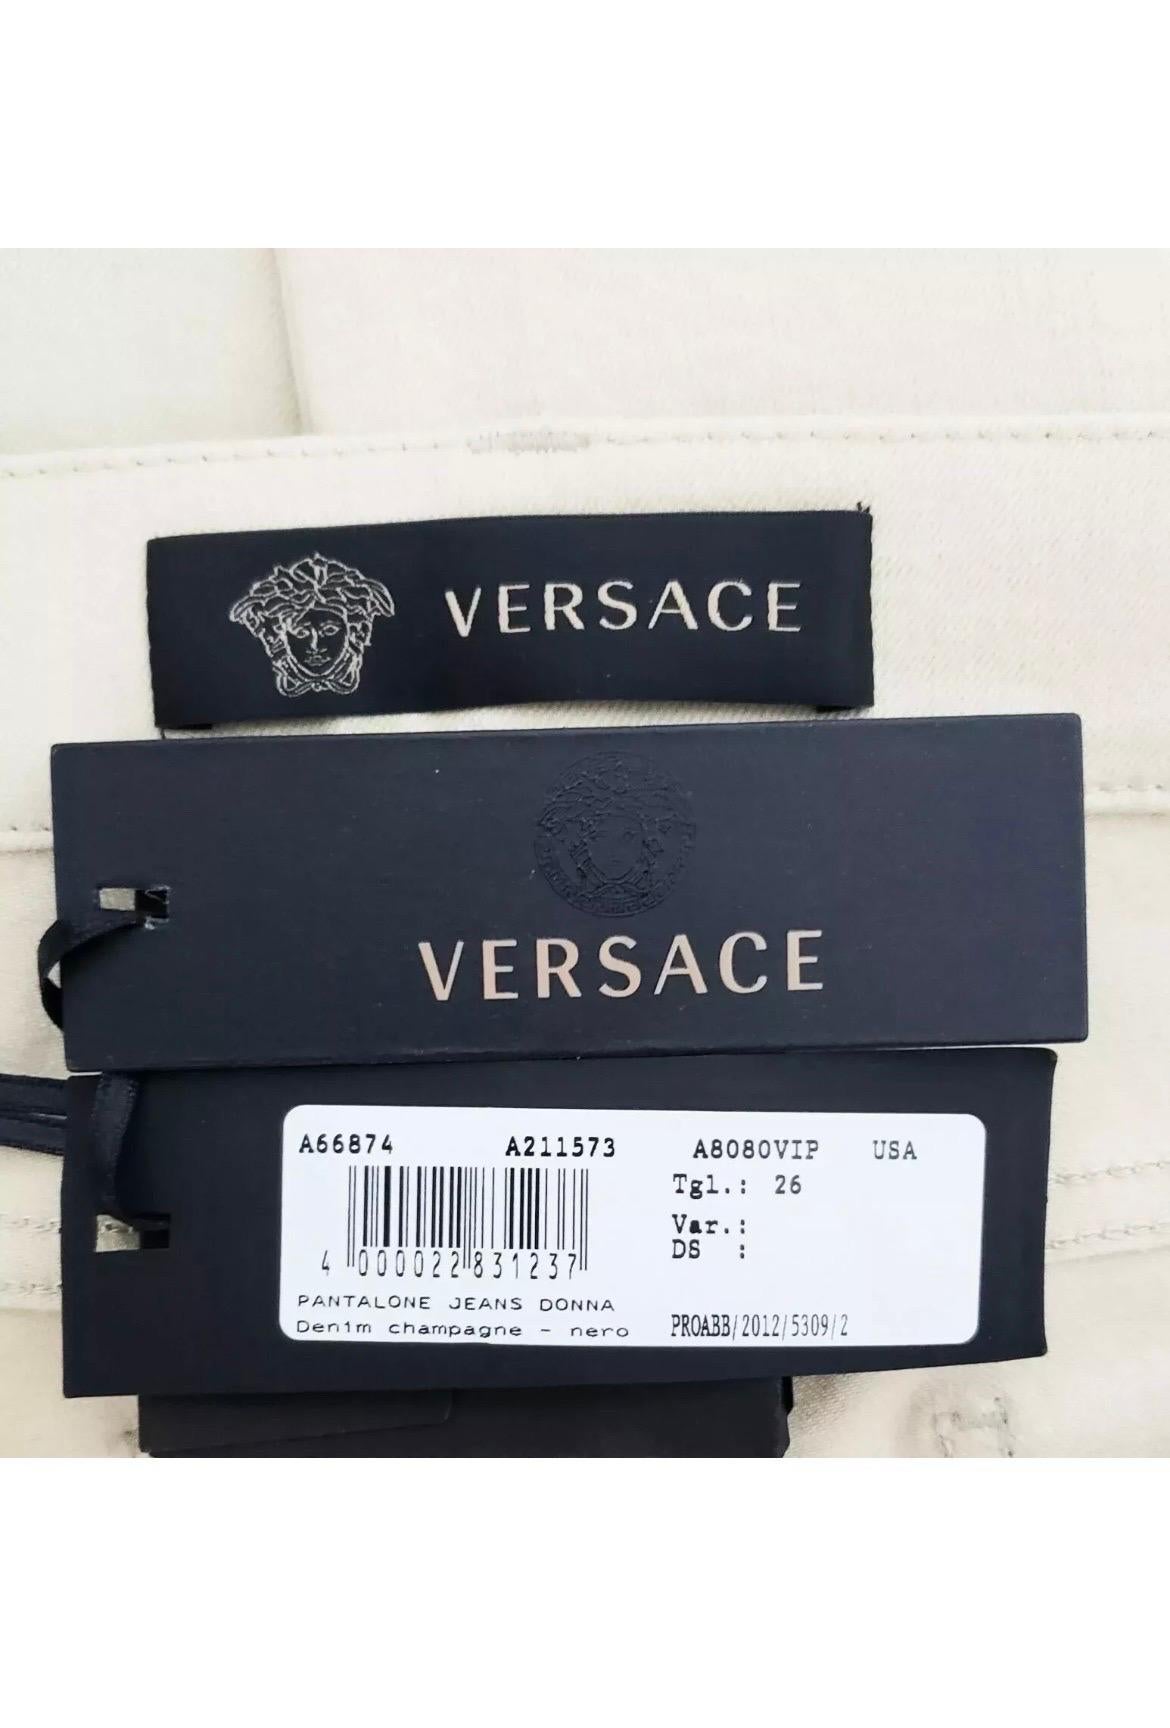 VERSACE
VERSACE
A66874 A211573 A8080VIP USA
Tgl.: 26
Var.:
DS :
4 000022 831237
PANTALONE JEANS DONNA
Denim champagne - nero
PROABB/2012/5309/2